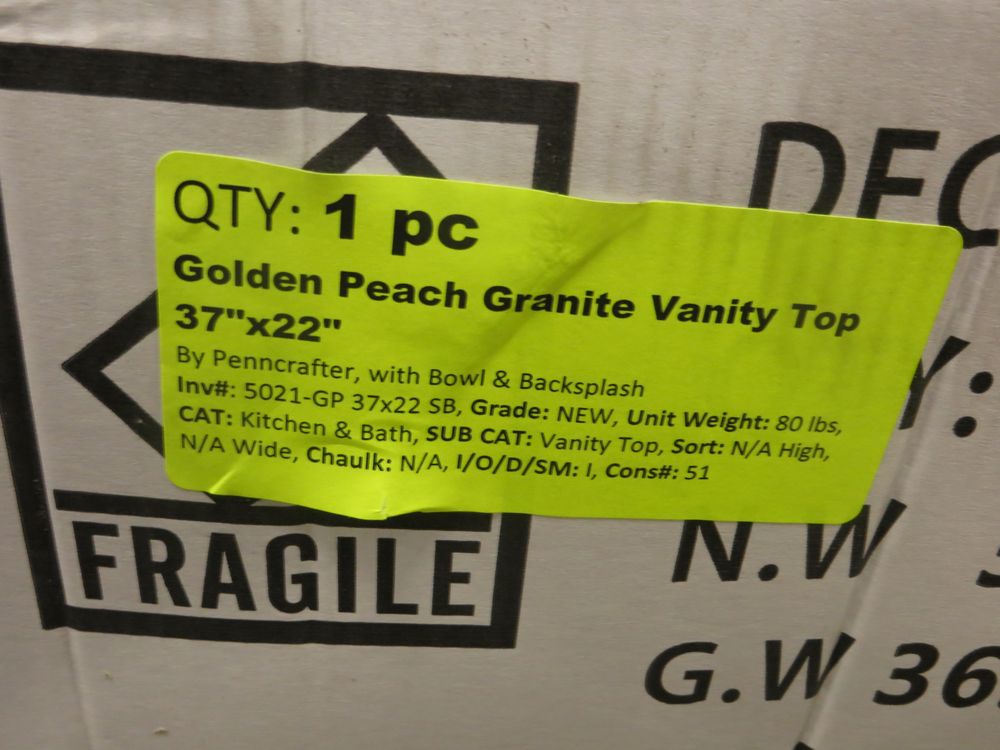 QTY: 1 pc
Golden Peach Granite Vanity Top
37"x22"
By Penncrafter, with Bowl & Backsplash
Inv#: 5021-GP 37x22 SB, Grade: NEW, Unit Weight: 80 lbs,
CAT: Kitchen & Bath, SUB CAT: Vanity Top, Sort: N/A High,
N/A Wide, Chaulk: N/A, I/O/D/SM: I, Cons#: 51
FRAGILE
N.W
G.W 36